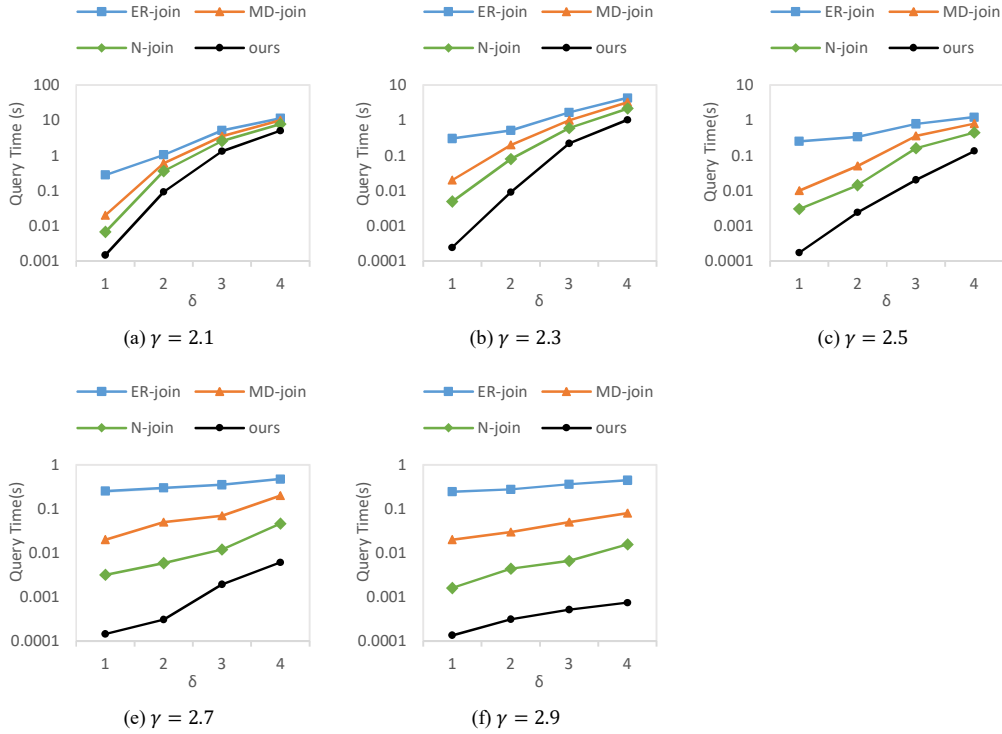 ER-join MD-join
N-join ours
Query Time (s)
100
10
1
0.1
0.01
0.001
1 2 3 4
δ
(a) γ = 2.1
ER-join MD-join
N-join ours
Query Time (s)
10
1
0.1
0.01
0.001
0.0001
1 2 3 4
δ
(b) γ = 2.3
ER-join MD-join
N-join ours
Query Time(s)
10
1
0.1
0.01
0.001
0.0001
1 2 3 4
δ
(c) γ = 2.5
ER-join MD-join
N-join ours
Query Time(s)
1
0.1
0.01
0.001
0.0001
1 2 3 4
δ
(e) γ = 2.7
ER-join MD-join
N-join ours
Query Time(s)
1
0.1
0.01
0.001
0.0001
1 2 3 4
δ
(f) γ = 2.9